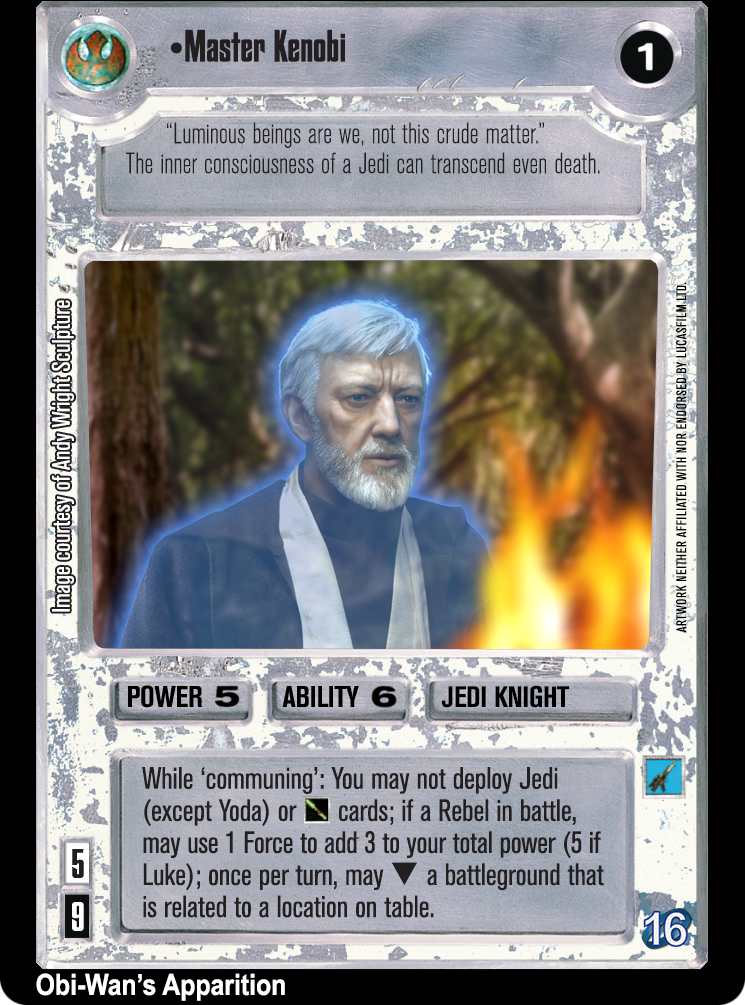 •Master Kenobi
1
“Luminous beings are we, not this crude matter.”
The inner consciousness of a Jedi can transcend even death.
Image courtesy of Andy Wright Sculpture
ARTWORK NEITHER AFFILIATED WITH NOR ENDORSED BY LUCASFILM LTD.
POWER 5 ABILITY 6 JEDI KNIGHT
While ‘communing’: You may not deploy Jedi
(except Yoda) or cards; if a Rebel in battle,
may use 1 Force to add 3 to your total power (5 if
Luke); once per turn, may ▼ a battleground that
is related to a location on table.
5
9
16
Obi-Wan’s Apparition